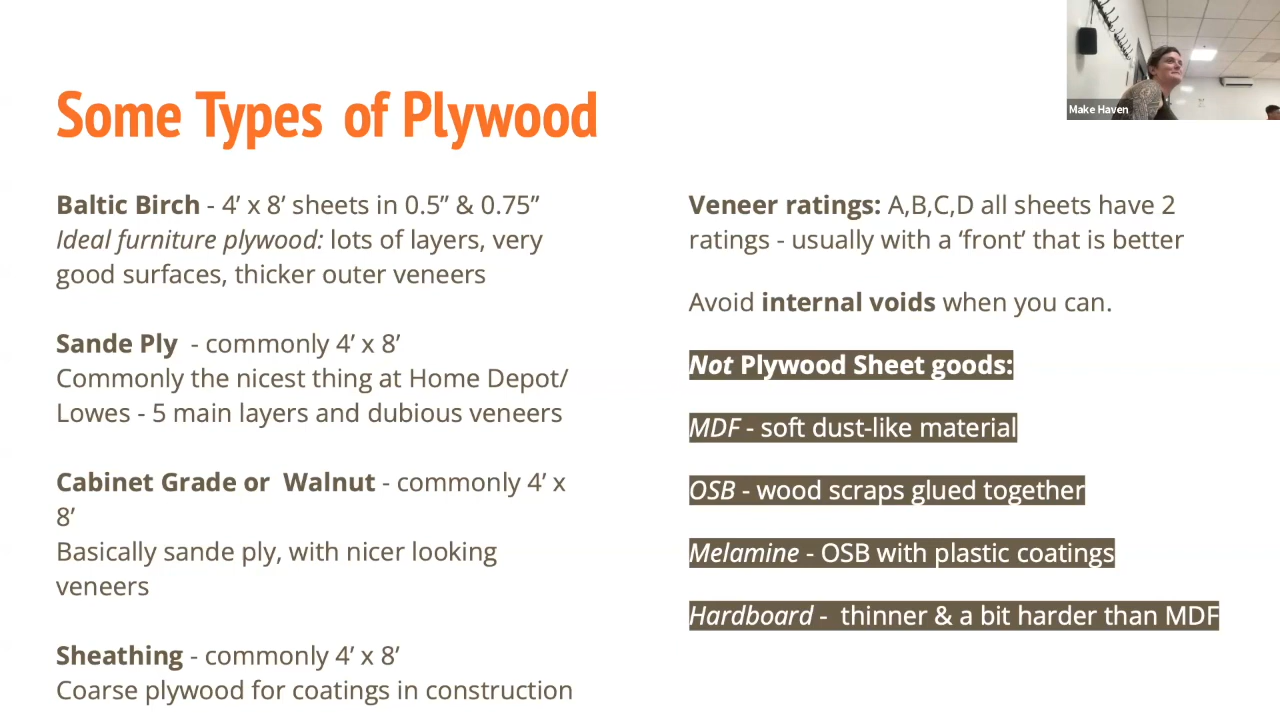 Some Types of Plywood
Baltic Birch - 4’ x 8’ sheets in 0.5” & 0.75”
Ideal furniture plywood: lots of layers, very
good surfaces, thicker outer veneers
Sande Ply - commonly 4’ x 8’
Commonly the nicest thing at Home Depot/
Lowes - 5 main layers and dubious veneers
Cabinet Grade or Walnut - commonly 4’ x
8’
Basically sande ply, with nicer looking
veneers
Sheathing - commonly 4’ x 8’
Coarse plywood for coatings in construction
Veneer ratings: A,B,C,D all sheets have 2
ratings - usually with a ‘front’ that is better
Avoid internal voids when you can.
Not Plywood Sheet goods:
MDF - soft dust-like material
OSB - wood scraps glued together
Melamine - OSB with plastic coatings
Hardboard - thinner & a bit harder than MDF
Make Haven